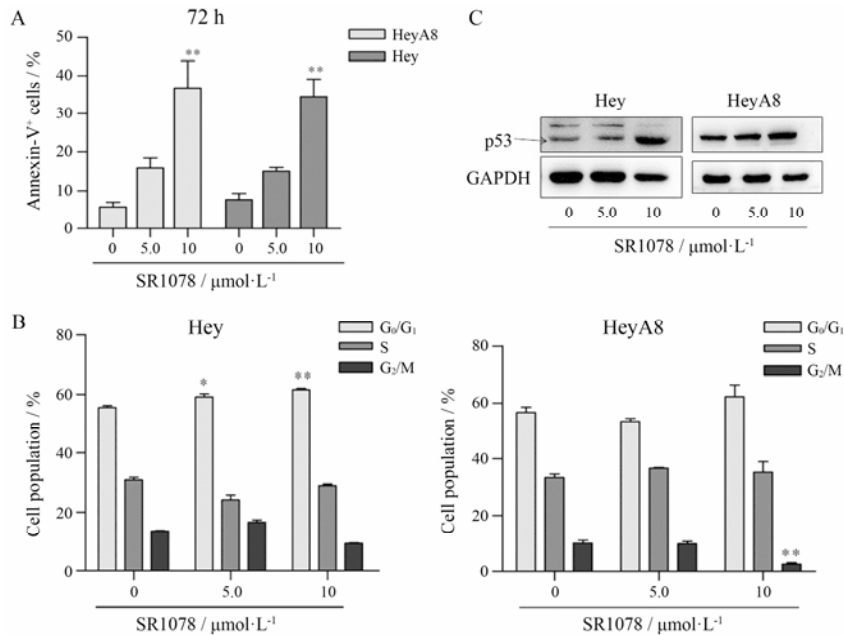 A
72 h
HeyA8
Hey
Annexin-V⁺ cells / %
50
40
30
20
10
0
**
**
0 5.0 10 0 5.0 10
SR1078 / μmol·L⁻¹
C
Hey HeyA8
p53
GAPDH
0 5.0 10 0 5.0 10
SR1078 / μmol·L⁻¹
B
Hey
G₀/G₁
S
G₂/M
Cell population / %
80
60
40
20
0
*
**
0 5.0 10
SR1078 / μmol·L⁻¹
HeyA8
G₀/G₁
S
G₂/M
Cell population / %
80
60
40
20
0
**
0 5.0 10
SR1078 / μmol·L⁻¹